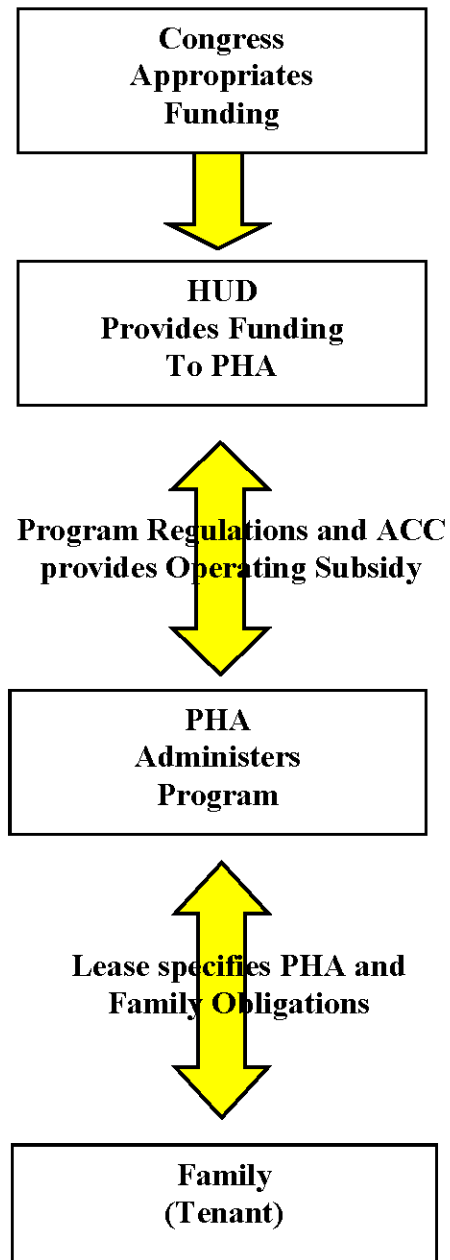 Congress
Appropriates
Funding
HUD
Provides Funding
To PHA
Program Regulations and ACC
provides Operating Subsidy
PHA
Administers
Program
Lease specifies PHA and
Family Obligations
Family
(Tenant)